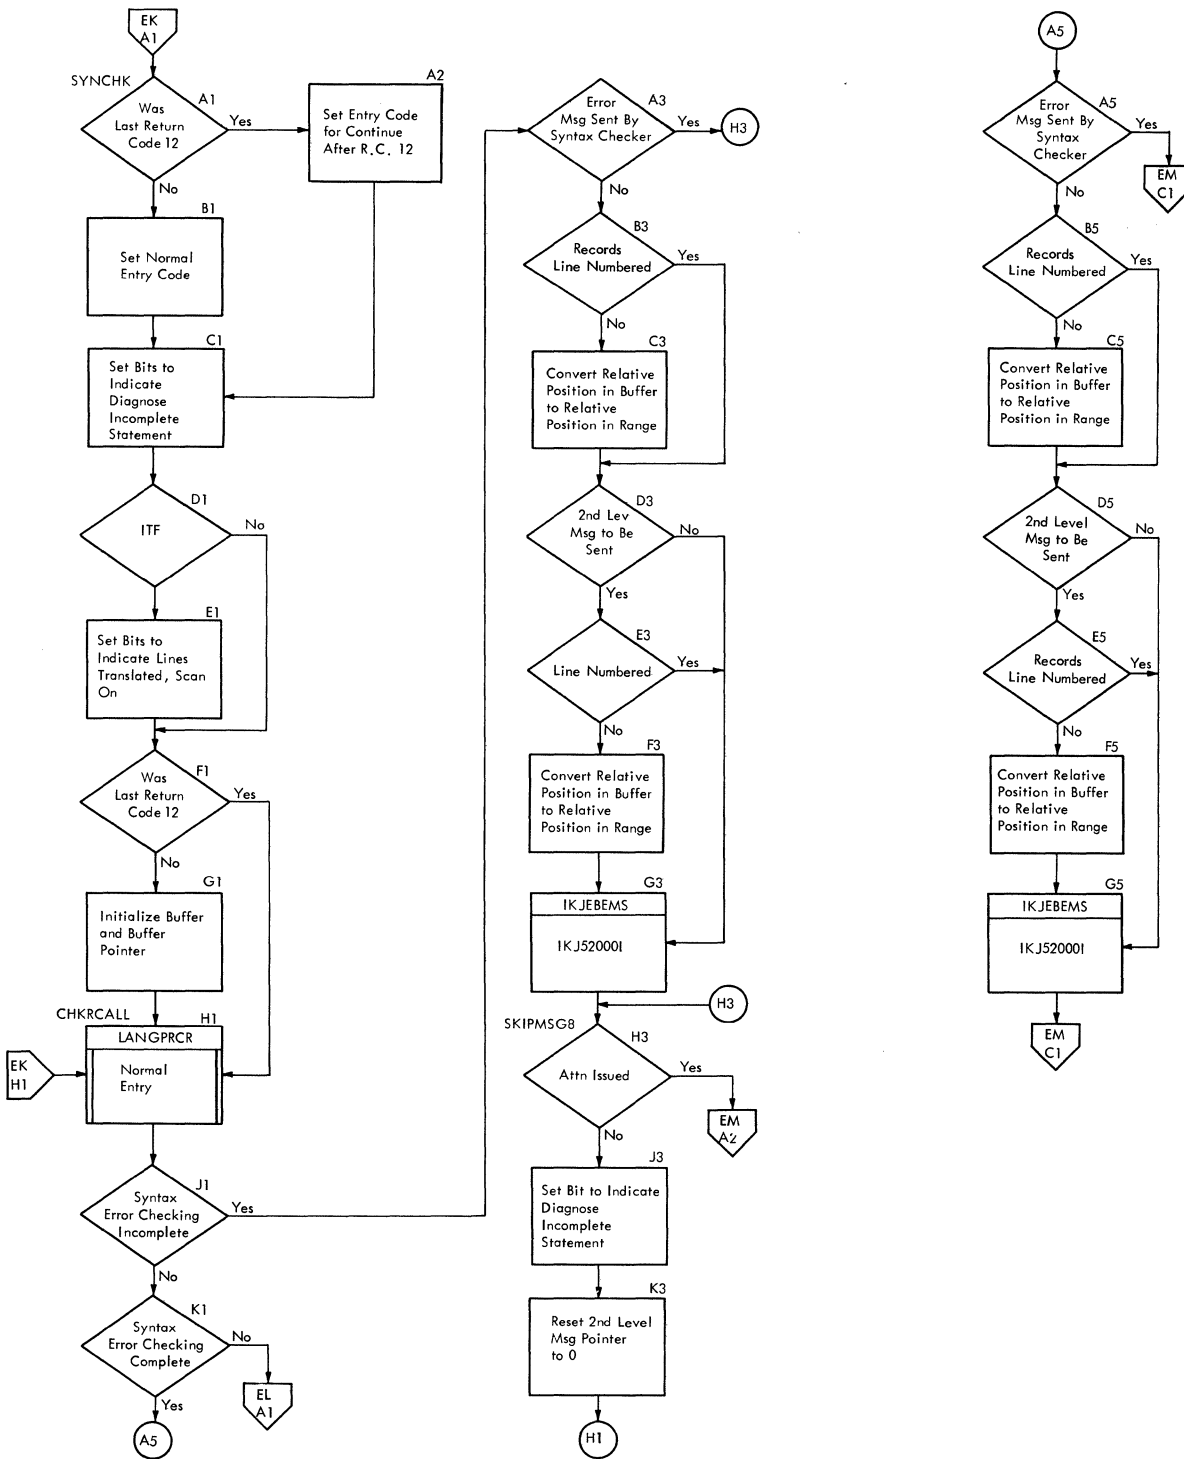 EK
A1
SYNCHK
A1
Was
Last Return
Code 12
Yes
No
A2
Set Entry Code
for Continue
After R.C. 12
B1
Set Normal
Entry Code
C1
Set Bits to
Indicate
Diagnose
Incomplete
Statement
D1
ITF
No
E1
Set Bits to
Indicate Lines
Translated, Scan
On
F1
Was
Last Return
Code 12
Yes
No
G1
Initialize Buffer
and Buffer
Pointer
CHKRCALL
H1
LANGPRCR
Normal
Entry
EK
H1
J1
Syntax
Error Checking
Incomplete
Yes
No
K1
Syntax
Error Checking
Complete
No
EL
A1
Yes
A5
A3
Error
Msg Sent By
Syntax Checker
Yes
H3
No
B3
Records
Line Numbered
Yes
No
C3
Convert Relative
Position in Buffer
to Relative
Position in Range
D3
2nd Lev
Msg to Be
Sent
No
Yes
E3
Line Numbered
Yes
No
F3
Convert Relative
Position in Buffer
to Relative
Position in Range
G3
IKJEBEMS
IKJ52000I
H3
SKIPMSG8
H3
Attn Issued
Yes
EM
A2
No
J3
Set Bit to Indicate
Diagnose
Incomplete
Statement
K3
Reset 2nd Level
Msg Pointer
to 0
H1
A5
A5
Error
Msg Sent By
Syntax
Checker
Yes
EM
C1
No
B5
Records
Line Numbered
Yes
No
C5
Convert Relative
Position in Buffer
to Relative
Position in Range
D5
2nd Level
Msg to Be
Sent
No
Yes
E5
Records
Line Numbered
Yes
No
F5
Convert Relative
Position in Buffer
to Relative
Position in Range
G5
IKJEBEMS
IKJ52000I
EM
C1